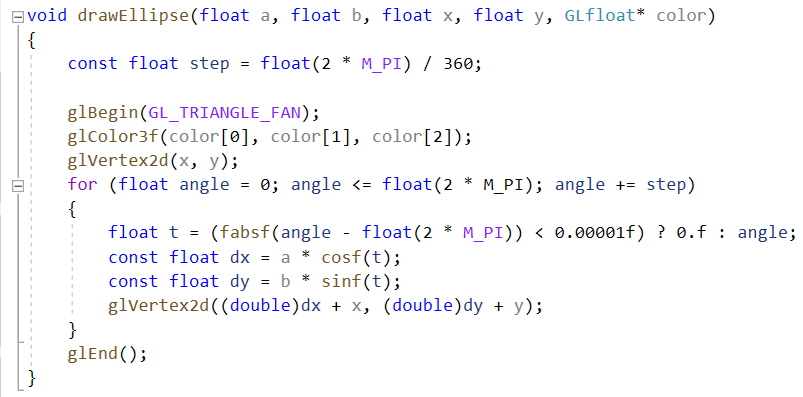 void drawEllipse(float a, float b, float x, float y, GLfloat* color)
{
    const float step = float(2 * M_PI) / 360;

    glBegin(GL_TRIANGLE_FAN);
    glColor3f(color[0], color[1], color[2]);
    glVertex2d(x, y);
    for (float angle = 0; angle <= float(2 * M_PI); angle += step)
    {
        float t = (fabsf(angle - float(2 * M_PI)) < 0.00001f) ? 0.f : angle;
        const float dx = a * cosf(t);
        const float dy = b * sinf(t);
        glVertex2d((double)dx + x, (double)dy + y);
    }
    glEnd();
}